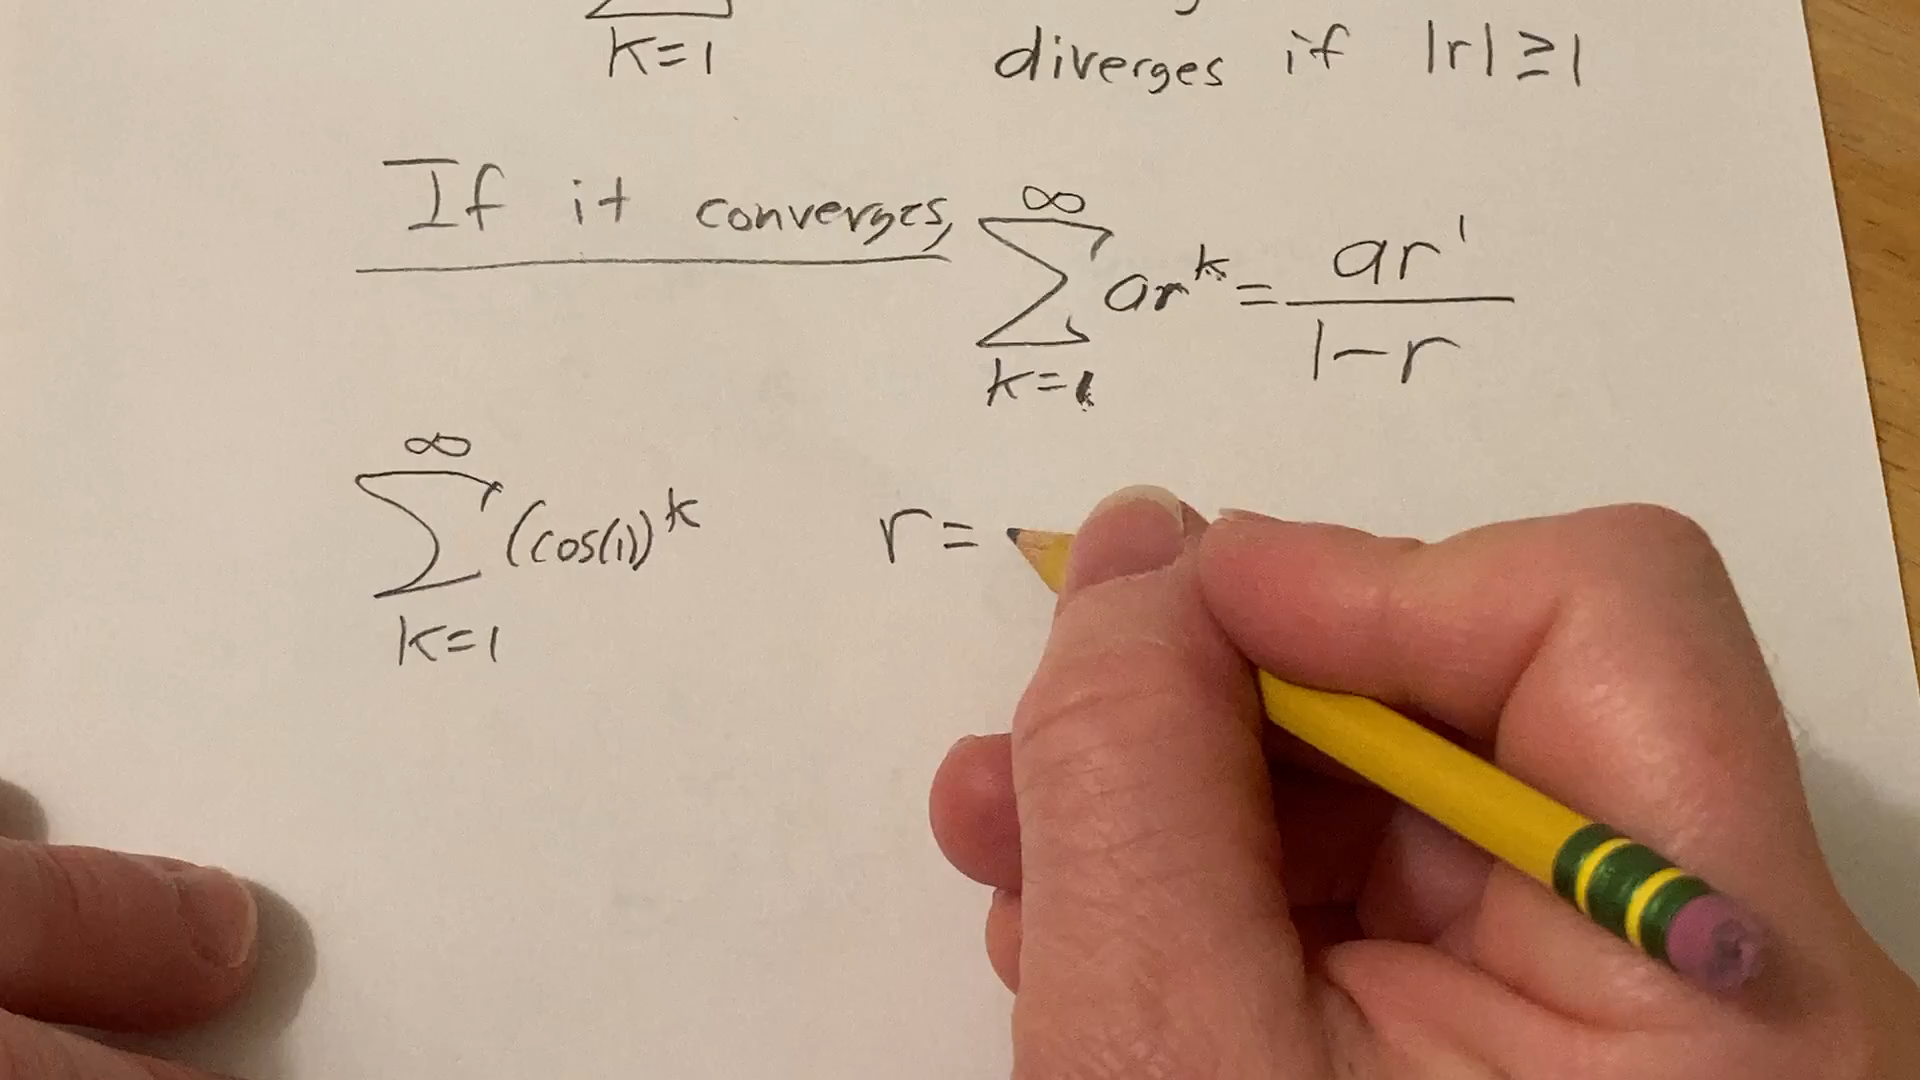 K=1
diverges if |r| ≥ 1
If it converges, ∞ ∑ k=1 ar^k = ar^1 / 1-r
∞ ∑ K=1 (cos(1))^k r=